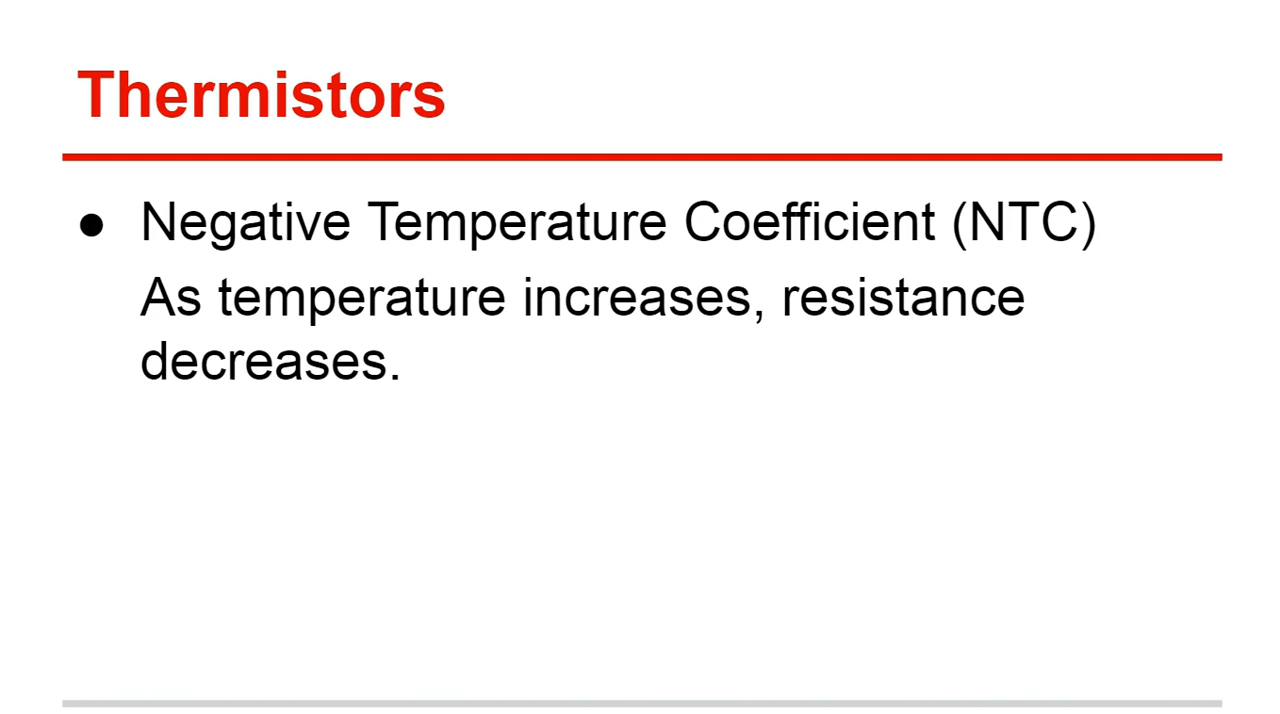 Thermistors
● Negative Temperature Coefficient (NTC)
As temperature increases, resistance
decreases.